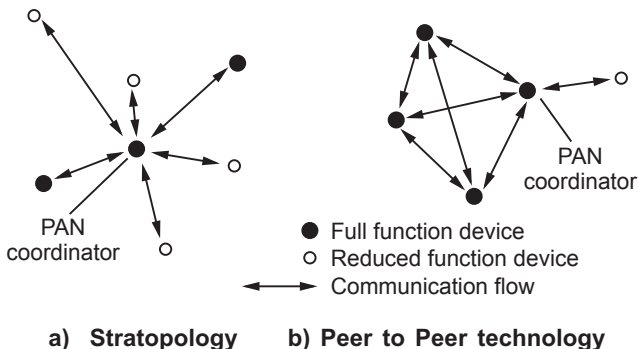 PAN
coordinator
PAN
coordinator
Full function device
Reduced function device
Communication flow
a) Stratopology
b) Peer to Peer technology